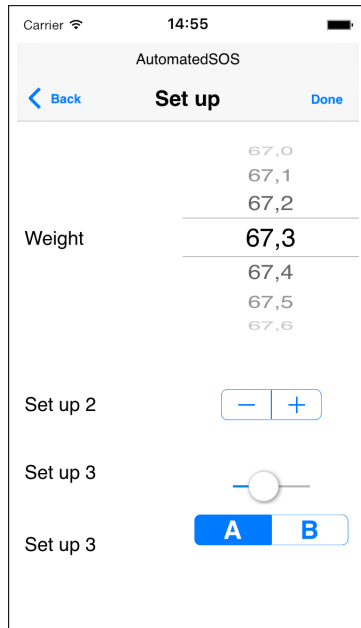 Carrier 14:55
AutomatedSOS
Back Set up Done
67,0
67,1
67,2
Weight 67,3
67,4
67,5
67,6
Set up 2 − +
Set up 3
A B
Set up 3